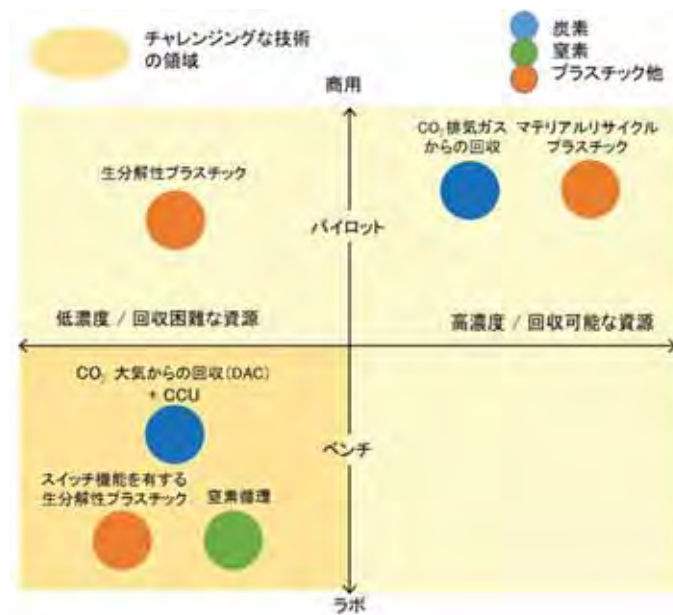 チャレンジングな技術
の領域
炭素
窒素
プラスチック他
商用
CO₂排気ガス
からの回収
マテリアルリサイクル
プラスチック
生分解性プラスチック
パイロット
低濃度 / 回収困難な資源
高濃度 / 回収可能な資源
CO₂ 大気からの回収(DAC)
+ CCU
ベンチ
スイッチ機能を有する
生分解性プラスチック
窒素循環
ラボ